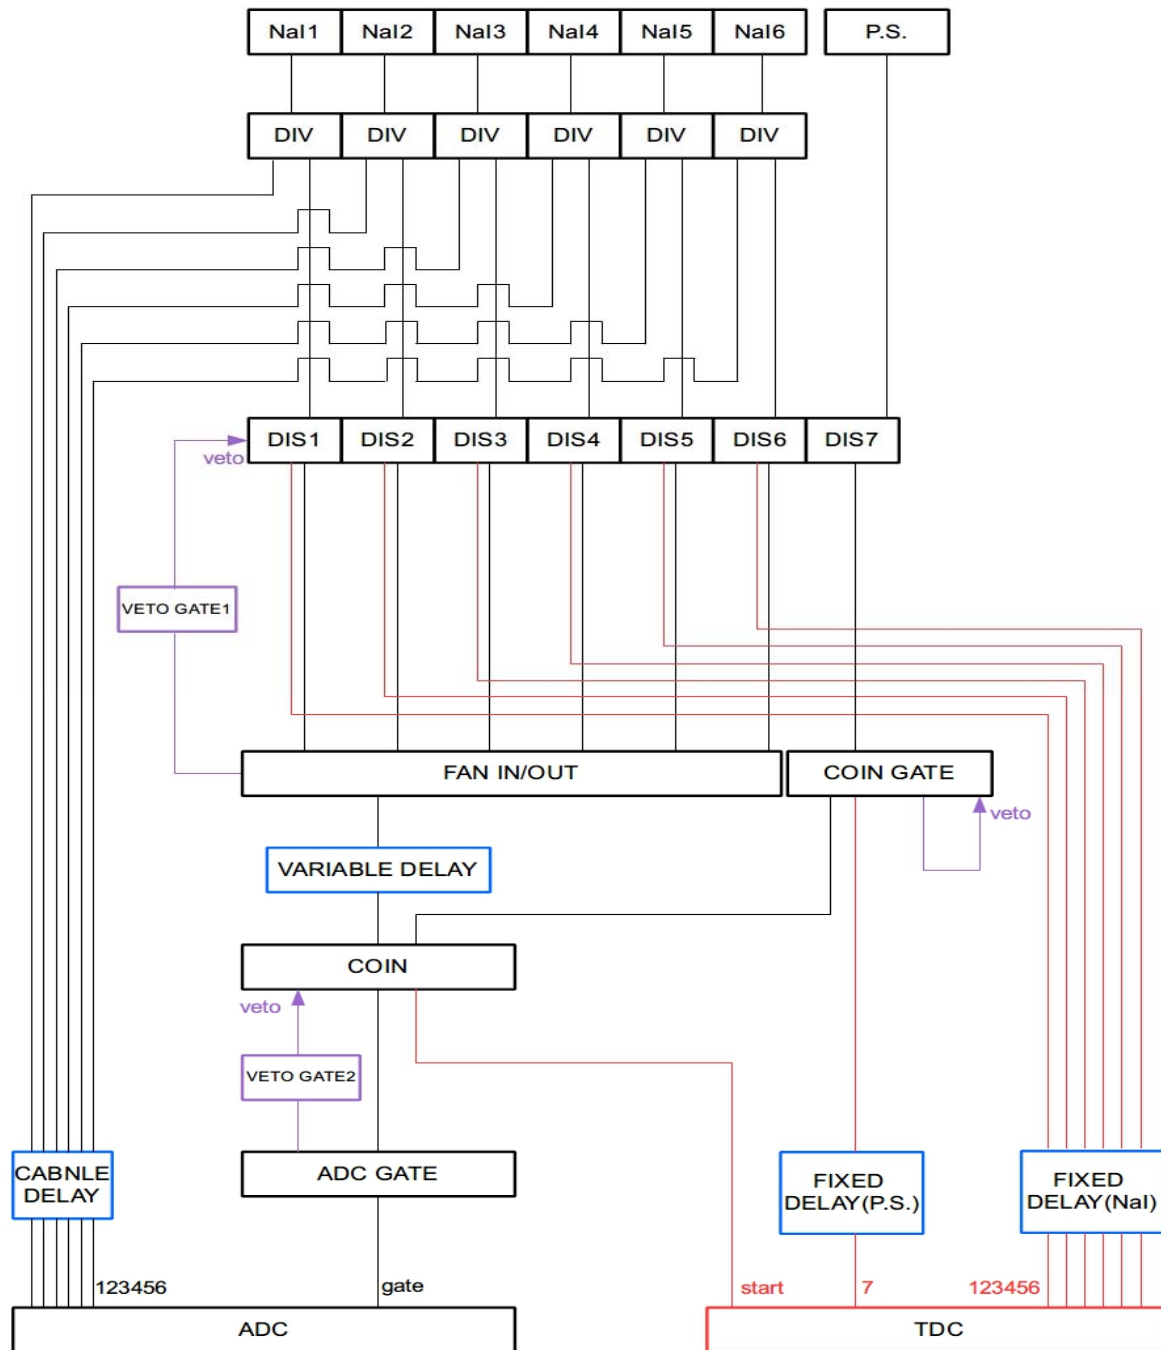 NaI1 NaI2 NaI3 NaI4 NaI5 NaI6 P.S.
DIV DIV DIV DIV DIV DIV
DIS1 DIS2 DIS3 DIS4 DIS5 DIS6 DIS7
veto
VETO GATE1
FAN IN/OUT COIN GATE
veto
VARIABLE DELAY
COIN
veto
VETO GATE2
ADC GATE
CABNLE
DELAY
FIXED
DELAY(P.S.)
FIXED
DELAY(NaI)
123456 gate start 7 123456
ADC TDC